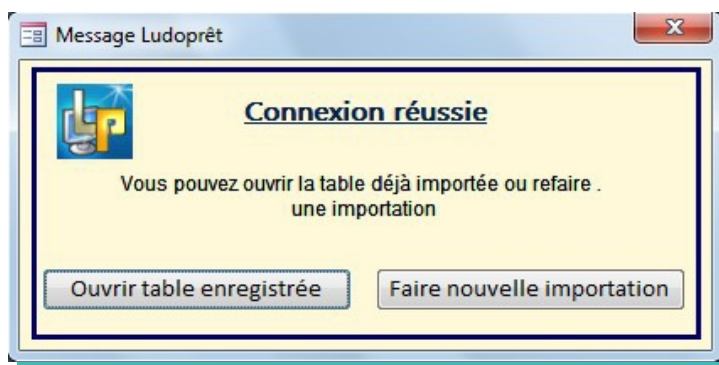 Message Ludoprêt
Connexion réussie
Vous pouvez ouvrir la table déjà importée ou refaire .
une importation
Ouvrir table enregistrée
Faire nouvelle importation